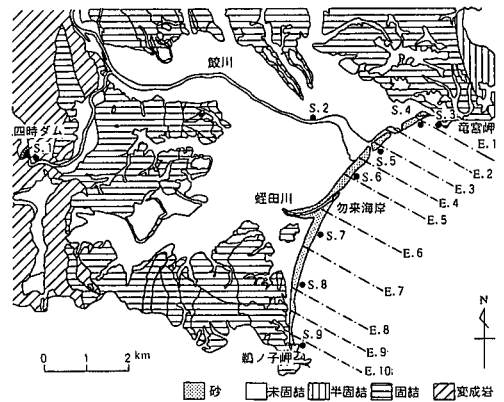 鮫川
S.2
S.4
S.3
竜宮岬
E.1
四時ダム
S.1
S.5
E.2
S.6
E.3
E.4
蛭田川
勿来海岸
E.5
S.7
E.6
E.7
S.8
E.8
S.9
E.9
鵜ノ子岬
E.10
N
0 1 2 km
砂 未固結 半固結 固結 変成岩